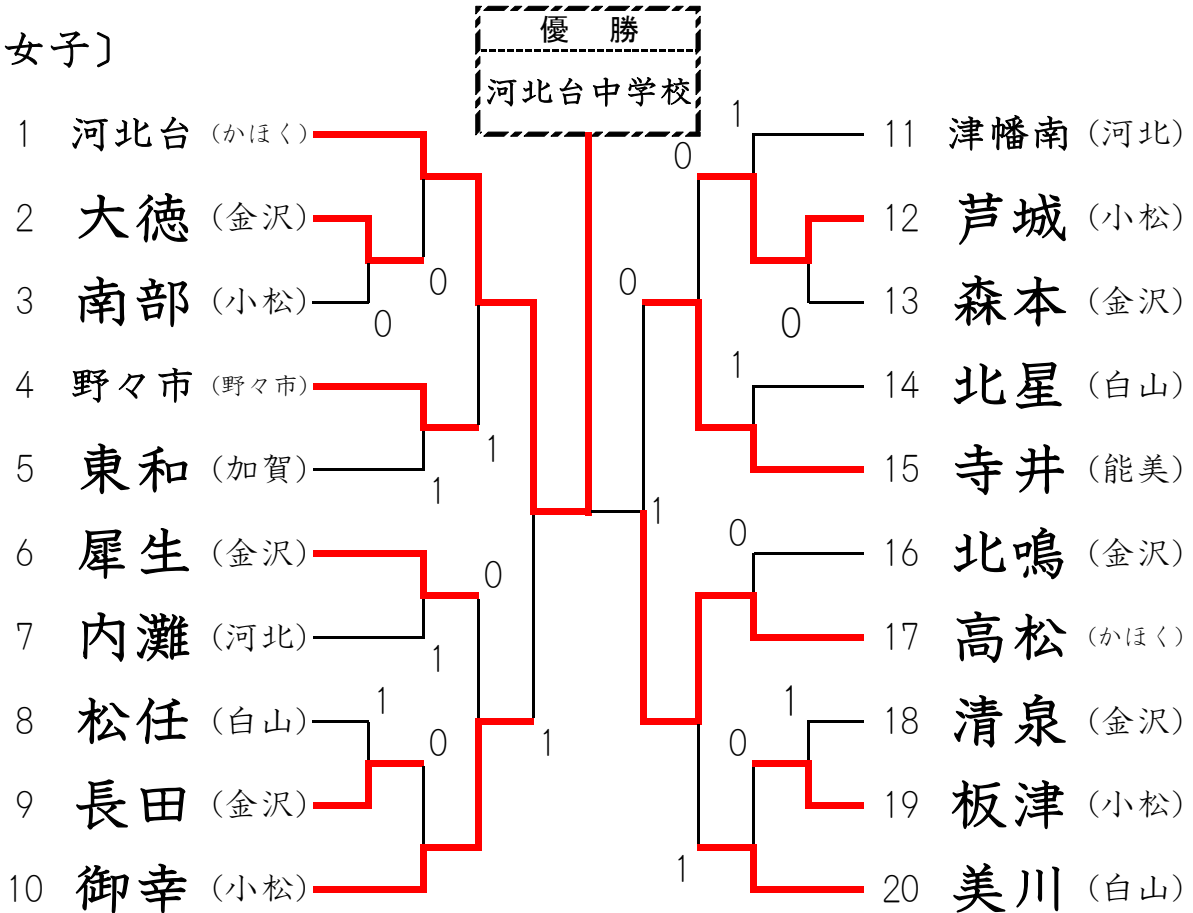 女子〕
優 勝
河北台中学校
1 河北台 (かほく)
2 大徳 (金沢)
3 南部 (小松)
4 野々市 (野々市)
5 東和 (加賀)
6 犀生 (金沢)
7 内灘 (河北)
8 松任 (白山)
9 長田 (金沢)
10 御幸 (小松)
0
0
1
1
0
1
1
0
1
1
0
0
1
1
0
0
1
0
1
11 津幡南 (河北)
12 芦城 (小松)
13 森本 (金沢)
14 北星 (白山)
15 寺井 (能美)
16 北鳴 (金沢)
17 高松 (かほく)
18 清泉 (金沢)
19 板津 (小松)
20 美川 (白山)